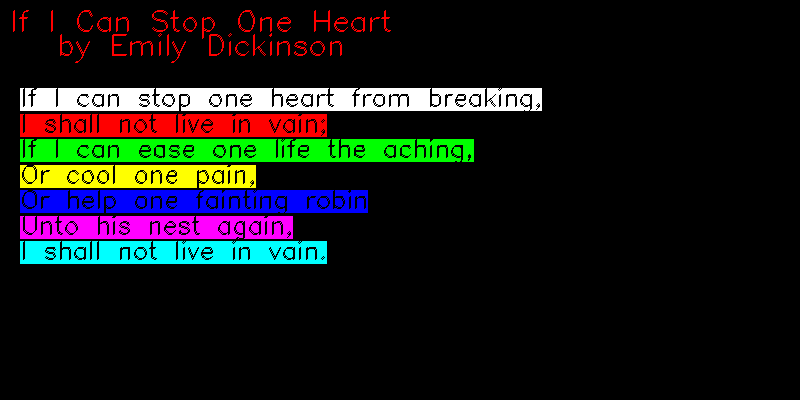 If I Can Stop One Heart
by Emily Dickinson
If I can stop one heart from breaking,
I shall not live in vain;
If I can ease one life the aching,
Or cool one pain,
Or help one fainting robin
Unto his nest again,
I shall not live in vain.